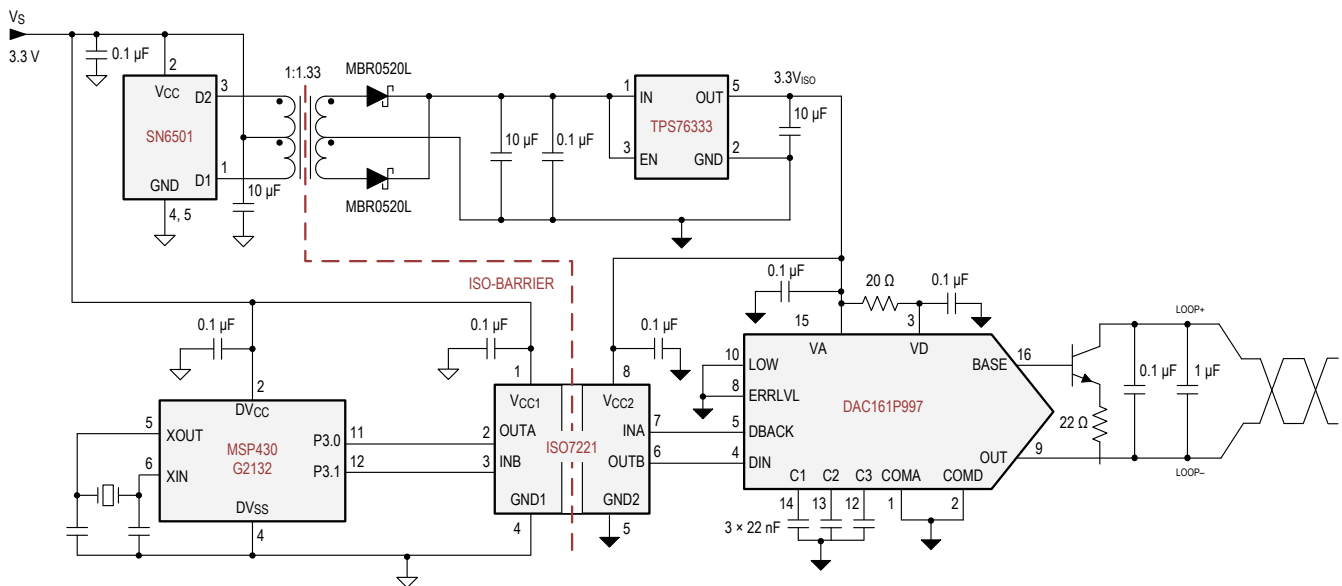 VS
3.3 V
0.1 µF
2
VCC
D2
3
SN6501
D1
1
GND
4, 5
10 µF
1:1.33
MBR0520L
MBR0520L
10 µF
0.1 µF
1
IN
OUT
5
TPS76333
3
EN
GND
2
3.3VISO
10 µF
ISO-BARRIER
0.1 µF
2
DVCC
5
XOUT
6
XIN
MSP430
G2132
P3.0
11
P3.1
12
DVSS
4
0.1 µF
1
VCC1
2
OUTA
3
INB
GND1
4
ISO7221
0.1 µF
8
VCC2
INA
7
OUTB
6
GND2
5
0.1 µF
20 Ω
0.1 µF
15
3
VA
VD
10
LOW
8
ERRLVL
5
DBACK
4
DIN
DAC161P997
BASE
16
OUT
9
C1
C2
C3
COMA
COMD
14
13
12
1
2
3 × 22 nF
22 Ω
0.1 µF
1 µF
LOOP+
LOOP–